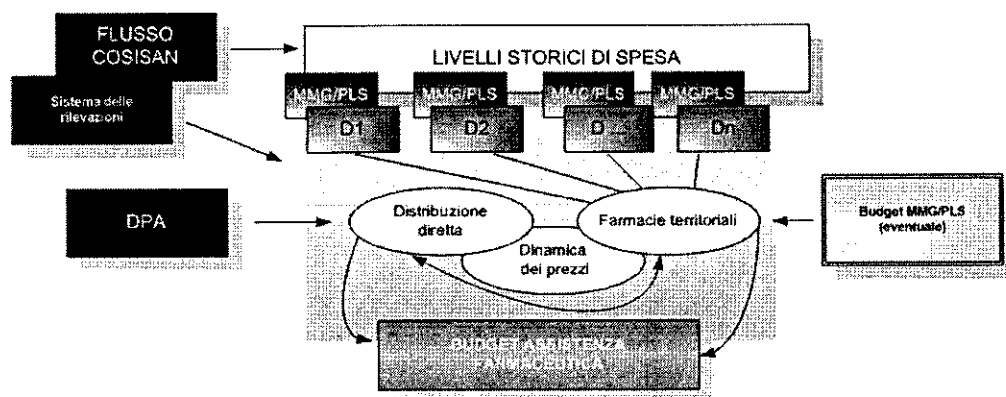 FLUSSO
COSISAN
LIVELLI STORICI DI SPESA
Sistema delle
rilevazioni
MMG/PLS
MMG/PLS
MMG/PLS
MMG/PLS
D1
D2
D
Dn
DPA
Distribuzione
diretta
Farmacie territoriali
Budget MMG/PLS
(eventuale)
Dinamica
dei prezzi
BUDGET ASSISTENZA
FARMACEUTICA